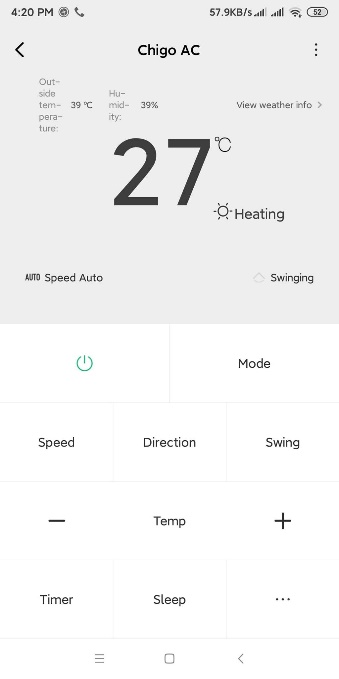 4:20 PM 57.9KB/s 52
Chigo AC
Out-
side
tem-
pera-
ture:
39 °C
Hu-
mid-
ity:
39%
View weather info
27°C
Heating
AUTO Speed Auto
Swinging
Mode
Speed Direction Swing
— Temp +
Timer Sleep ...